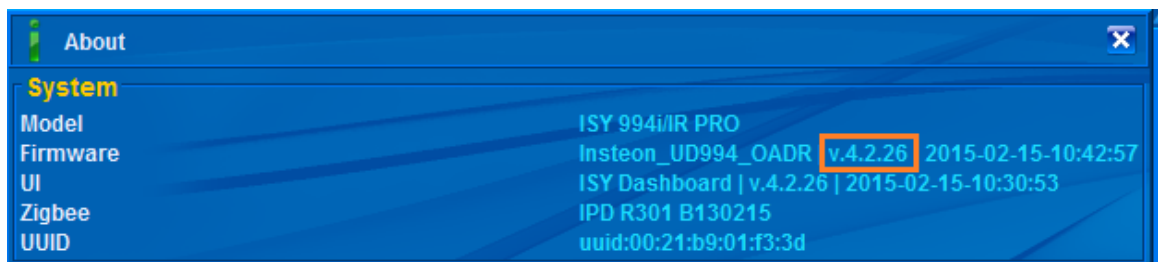 About
System
Model ISY 994i/IR PRO
Firmware Insteon_UD994_OADR v.4.2.26 2015-02-15-10:42:57
UI ISY Dashboard | v.4.2.26 | 2015-02-15-10:30:53
Zigbee IPD R301 B130215
UUID uuid:00:21:b9:01:f3:3d